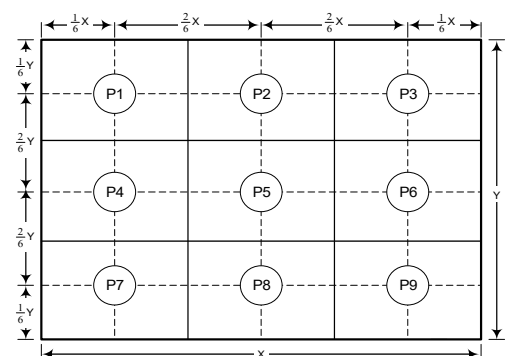 1/6 X 2/6 X 2/6 X 1/6 X
1/6 Y
P1 P2 P3
2/6 Y
P4 P5 P6 Y
2/6 Y
P7 P8 P9
1/6 Y
X